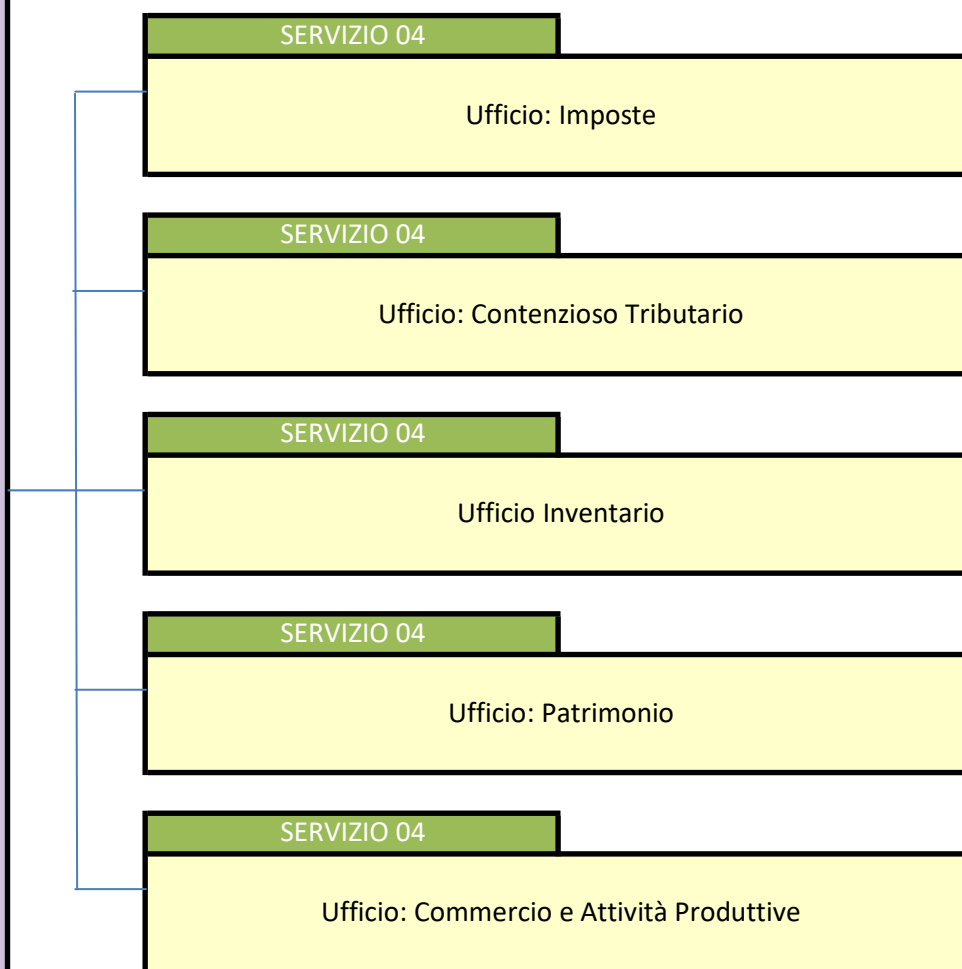 SERVIZIO 04
Ufficio: Imposte
SERVIZIO 04
Ufficio: Contenzioso Tributario
SERVIZIO 04
Ufficio Inventario
SERVIZIO 04
Ufficio: Patrimonio
SERVIZIO 04
Ufficio: Commercio e Attività Produttive